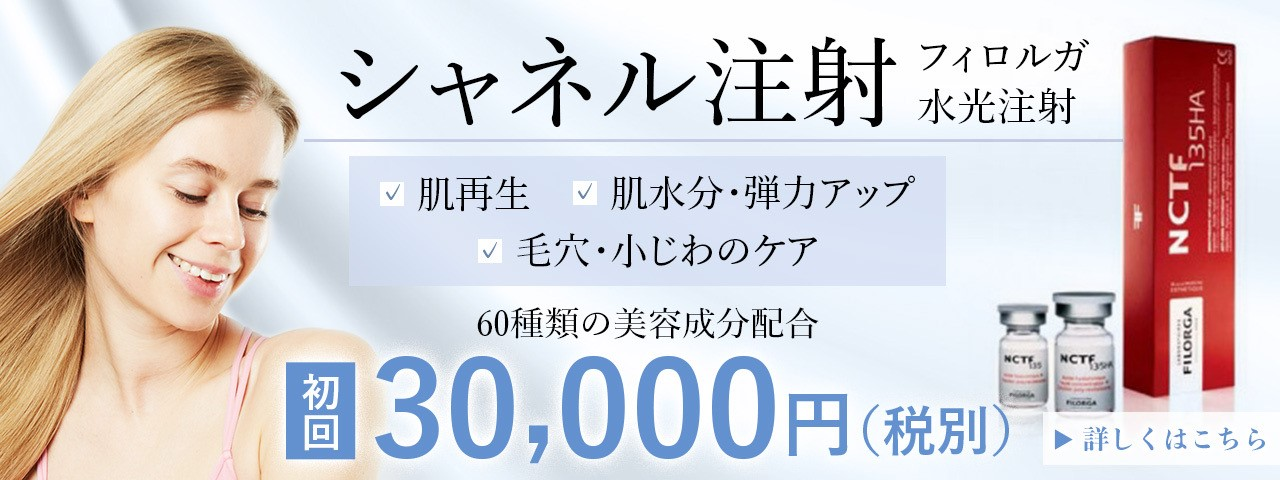 シャネル注射
フィロルガ
水光注射
肌再生 肌水分・弾力アップ
毛穴・小じわのケア
60種類の美容成分配合
初回 30,000円(税別)
▶ 詳しくはこちら
NCTF
135HA
FILORGA
NCTF
135
FILORGA
NCTF
135HA
FILORGA